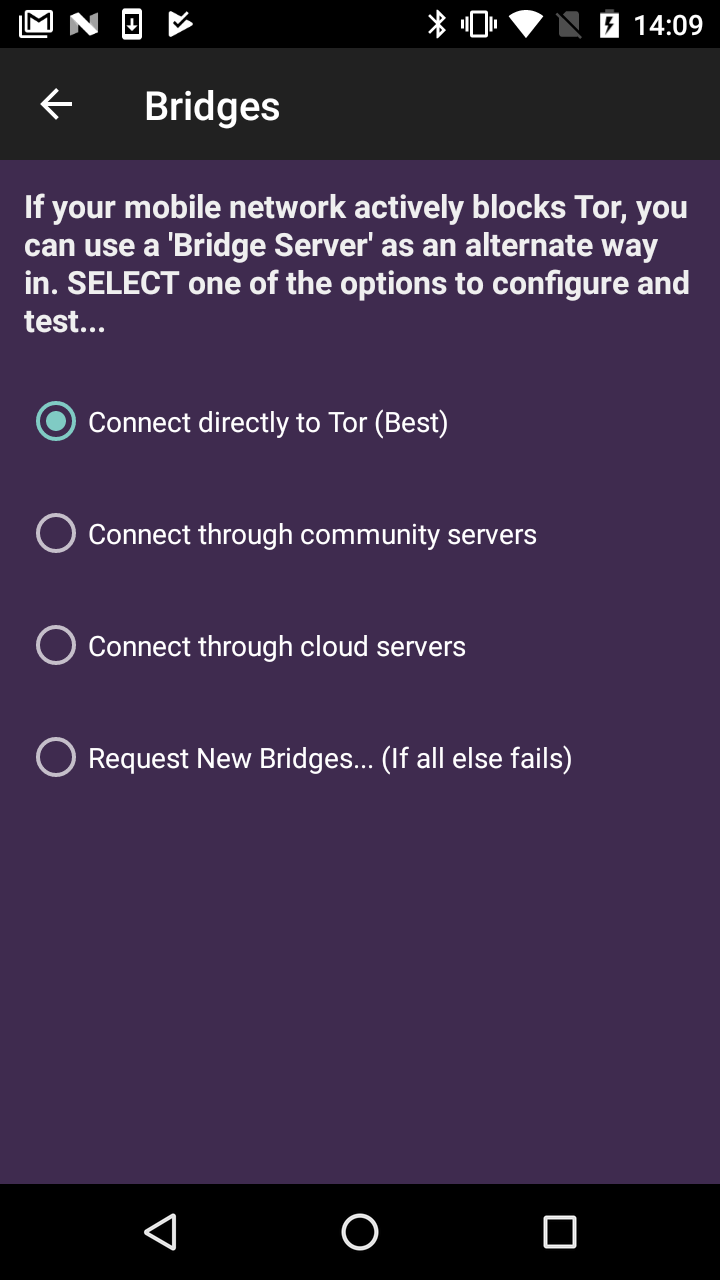 14:09
Bridges
If your mobile network actively blocks Tor, you
can use a 'Bridge Server' as an alternate way
in. SELECT one of the options to configure and
test...
Connect directly to Tor (Best)
Connect through community servers
Connect through cloud servers
Request New Bridges... (If all else fails)